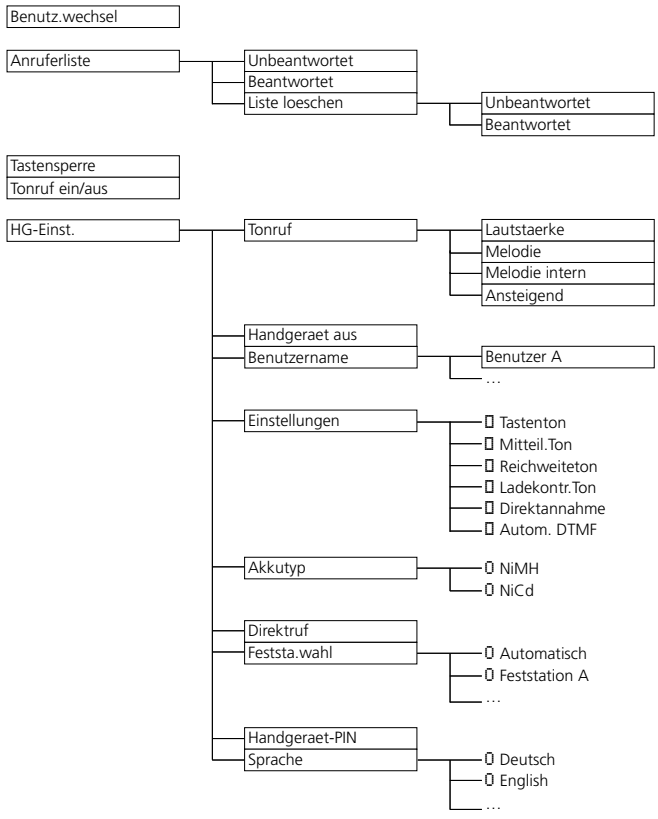 Benutz.wechsel
Anruferliste
Unbeantwortet
Beantwortet
Liste loeschen
Unbeantwortet
Beantwortet
Tastensperre
Tonruf ein/aus
HG-Einst.
Tonruf
Lautstaerke
Melodie
Melodie intern
Ansteigend
Handgeraet aus
Benutzername
Benutzer A
...
Einstellungen
Tastenton
Mitteil.Ton
Reichweiteton
Ladekontr.Ton
Direktannahme
Autom. DTMF
Akkutyp
NiMH
NiCd
Direktruf
Feststa.wahl
Automatisch
Feststation A
...
Handgeraet-PIN
Sprache
Deutsch
English
...